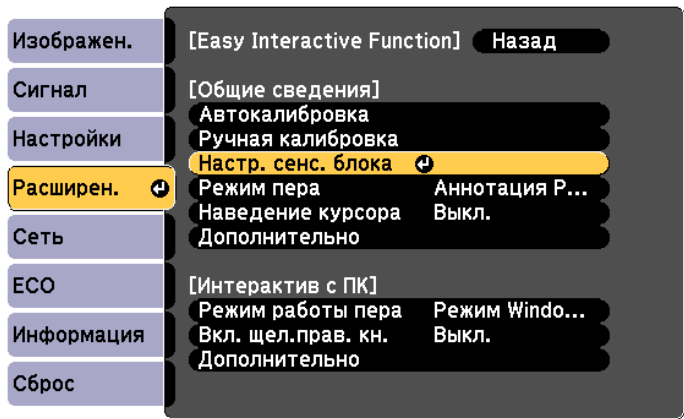 Изображен.
Сигнал
Настройки
Расширен.
Сеть
ECO
Информация
Сброс
[Easy Interactive Function] Назад
[Общие сведения]
Автокалибровка
Ручная калибровка
Настр. сенс. блока
Режим пера Аннотация P...
Наведение курсора Выкл.
Дополнительно
[Интерактив с ПК]
Режим работы пера Режим Windo...
Вкл. щел.прав. кн. Выкл.
Дополнительно